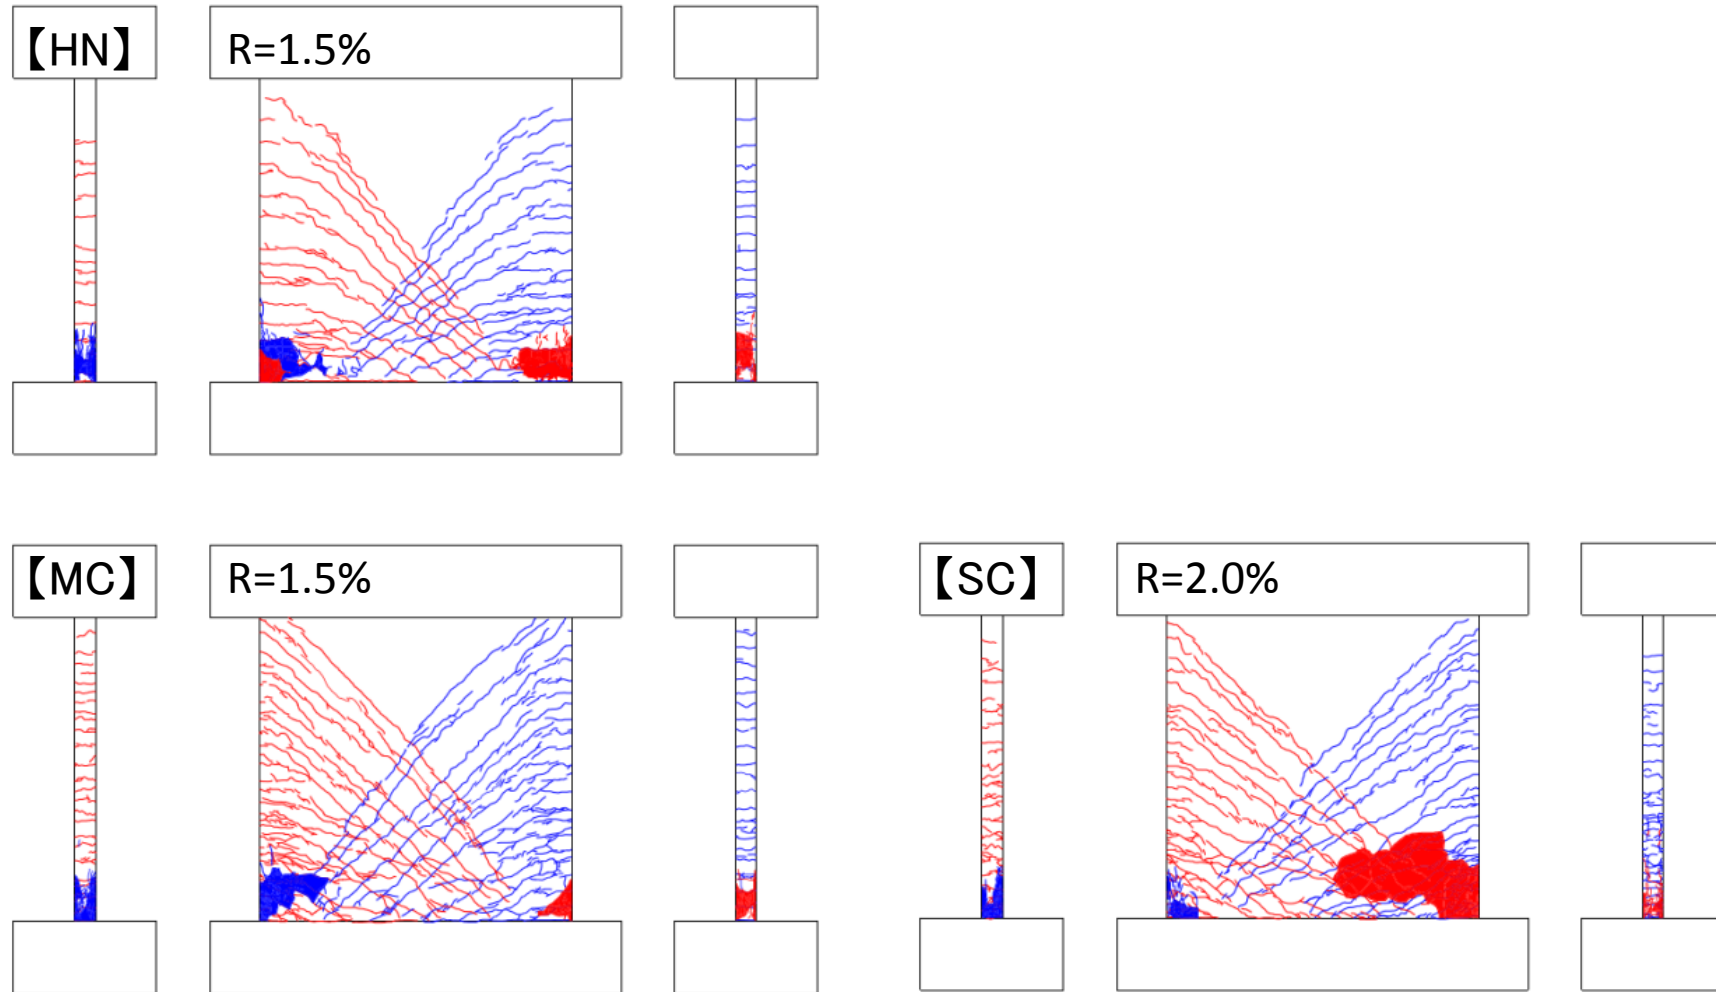 【HN】
R=1.5%
【MC】
R=1.5%
【SC】
R=2.0%